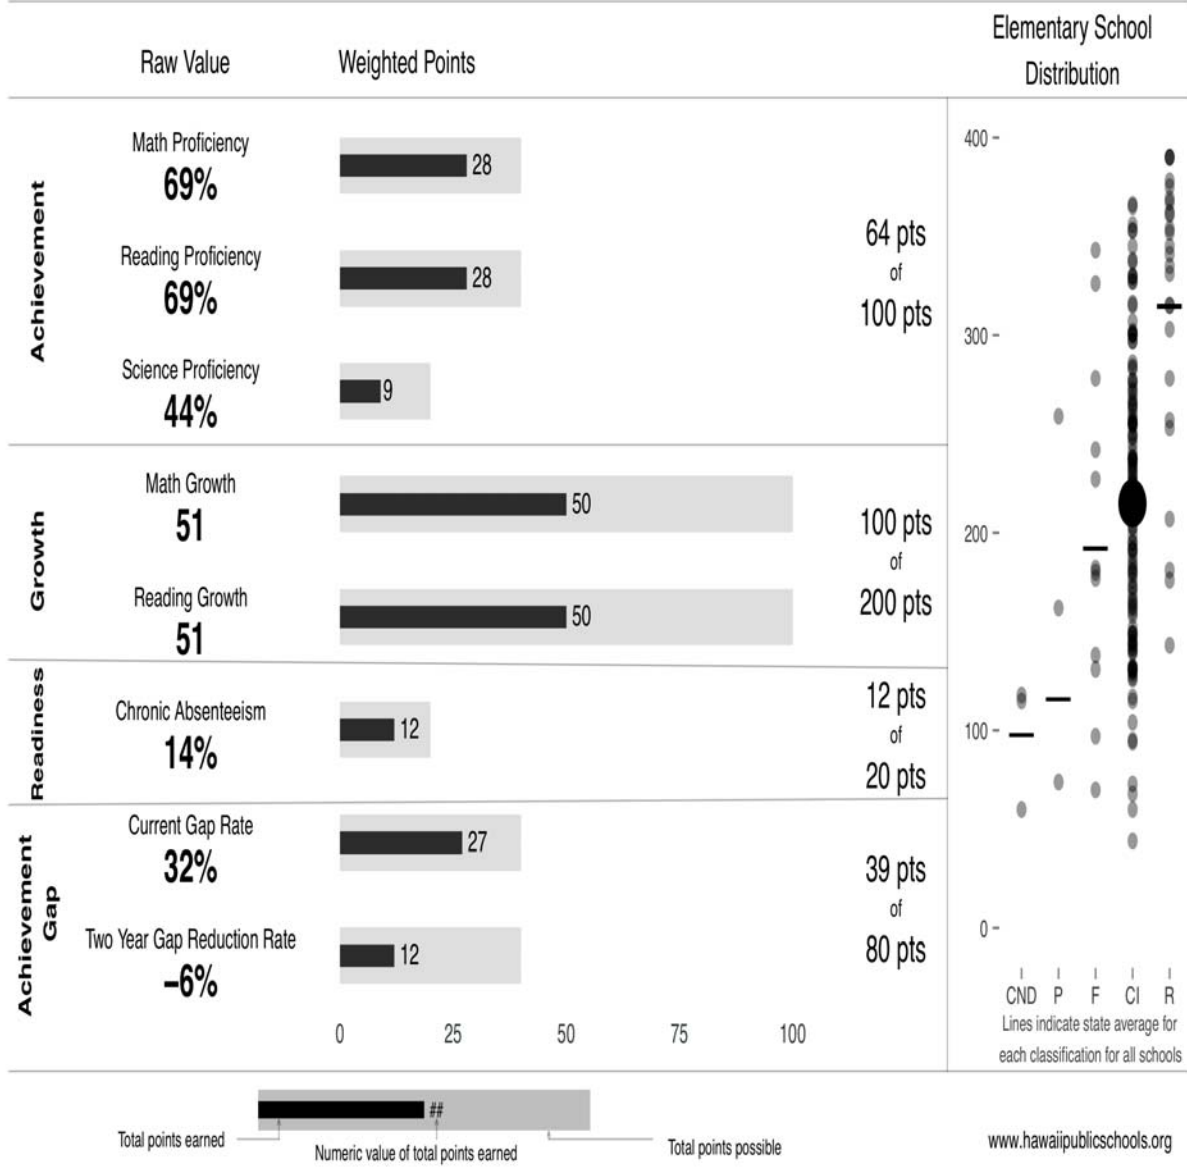 Raw Value
Weighted Points
Elementary School
Distribution
Achievement
Math Proficiency
69%
28
Reading Proficiency
69%
28
Science Proficiency
44%
9
64 pts
of
100 pts
Growth
Math Growth
51
50
Reading Growth
51
50
100 pts
of
200 pts
Readiness
Chronic Absenteeism
14%
12
12 pts
of
20 pts
Achievement
Gap
Current Gap Rate
32%
27
Two Year Gap Reduction Rate
–6%
12
39 pts
of
80 pts
0 25 50 75 100
400
300
200
100
0
CND P F CI R
Lines indicate state average for
each classification for all schools
##
Total points earned
Numeric value of total points earned
Total points possible
www.hawaiipublicschools.org